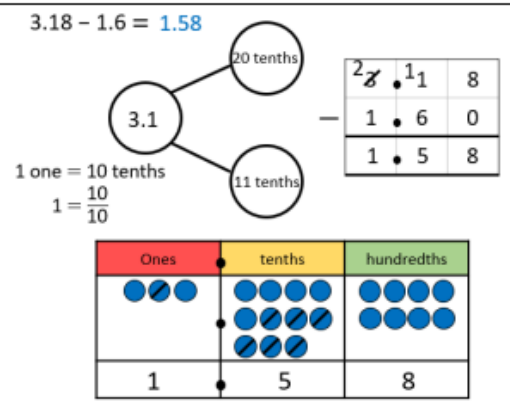 3.18 – 1.6 = 1.58
20 tenths
3.1
11 tenths
1 one = 10 tenths
1 = 10/10
2 3 . 1 1 8
– 1 . 6 0
1 . 5 8
Ones . tenths hundredths
1 . 5 8